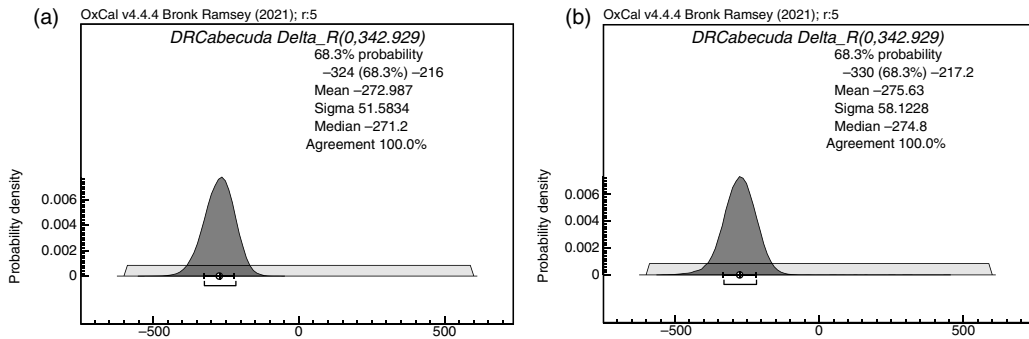 (a)
OxCal v4.4.4 Bronk Ramsey (2021); r:5
DRCabecuda Delta_R(0,342.929)
68.3% probability
−324 (68.3%) −216
Mean −272.987
Sigma 51.5834
Median −271.2
Agreement 100.0%
Probability density
0.006
0.004
0.002
0
−500
0
500
(b)
OxCal v4.4.4 Bronk Ramsey (2021); r:5
DRCabecuda Delta_R(0,342.929)
68.3% probability
−330 (68.3%) −217.2
Mean −275.63
Sigma 58.1228
Median −274.8
Agreement 100.0%
Probability density
0.006
0.004
0.002
0
−500
0
500